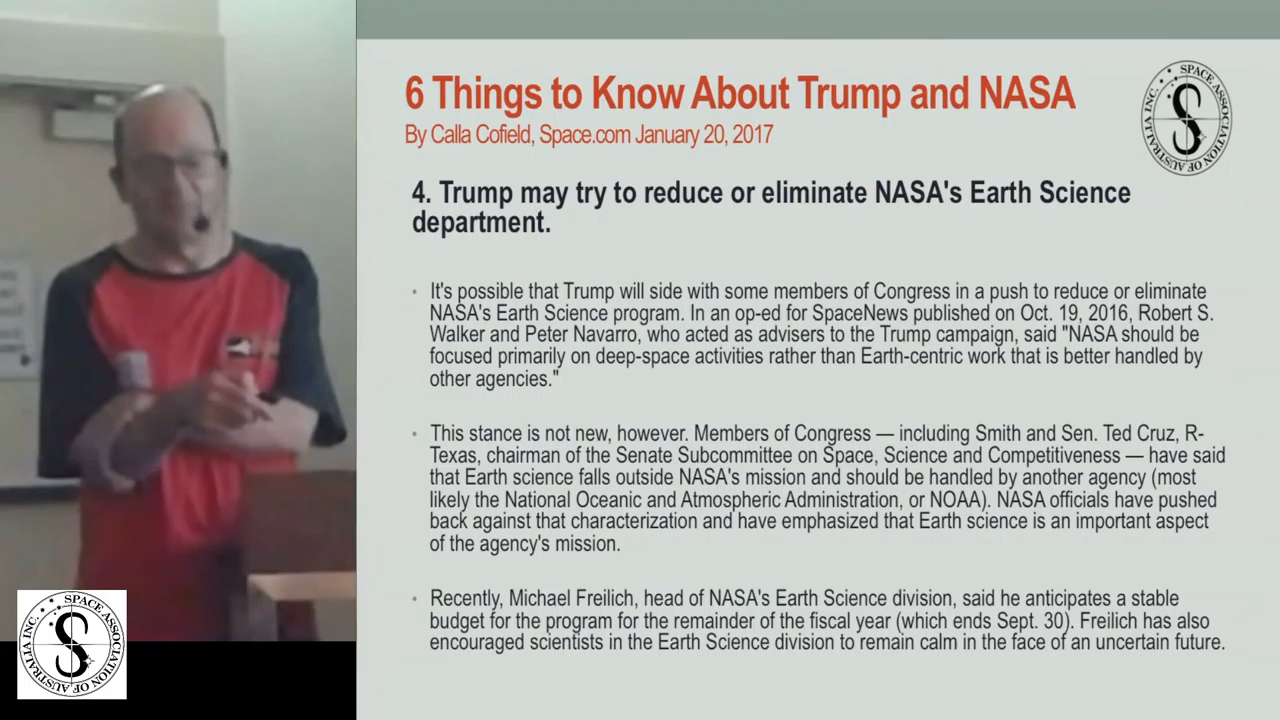 6 Things to Know About Trump and NASA
By Calla Cofield, Space.com January 20, 2017
SPACE ASSOCIATION OF AUSTRALIA INC.
4. Trump may try to reduce or eliminate NASA's Earth Science
department.
• It's possible that Trump will side with some members of Congress in a push to reduce or eliminate
NASA's Earth Science program. In an op-ed for SpaceNews published on Oct. 19, 2016, Robert S.
Walker and Peter Navarro, who acted as advisers to the Trump campaign, said "NASA should be
focused primarily on deep-space activities rather than Earth-centric work that is better handled by
other agencies."
• This stance is not new, however. Members of Congress — including Smith and Sen. Ted Cruz, R-
Texas, chairman of the Senate Subcommittee on Space, Science and Competitiveness — have said
that Earth science falls outside NASA's mission and should be handled by another agency (most
likely the National Oceanic and Atmospheric Administration, or NOAA). NASA officials have pushed
back against that characterization and have emphasized that Earth science is an important aspect
of the agency's mission.
• Recently, Michael Freilich, head of NASA's Earth Science division, said he anticipates a stable
budget for the program for the remainder of the fiscal year (which ends Sept. 30). Freilich has also
encouraged scientists in the Earth Science division to remain calm in the face of an uncertain future.
SPACE ASSOCIATION OF AUSTRALIA INC.